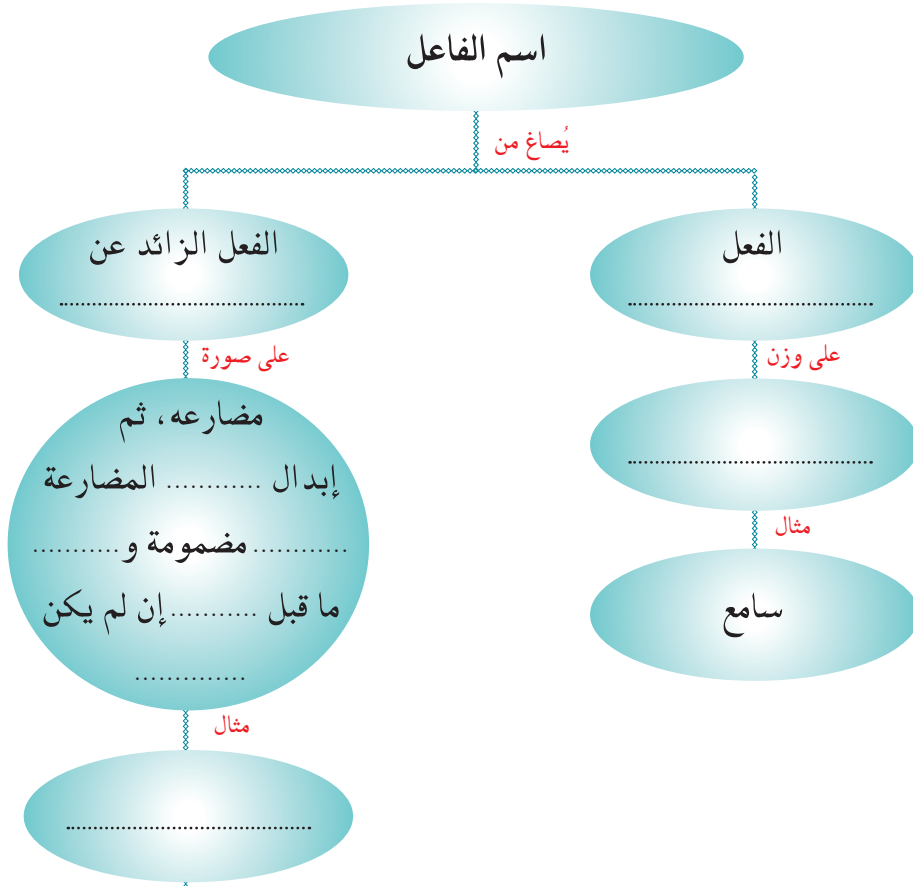 اسم الفاعل
يُصاغ من
الفعل
........................................
على وزن
........................................
مثال
سامع
الفعل الزائد عن
........................................
على صورة
مضارعه، ثم
إبدال ............ المضارعة
............ مضمومة و ...........
ما قبل ........... إن لم يكن
..............
مثال
........................................